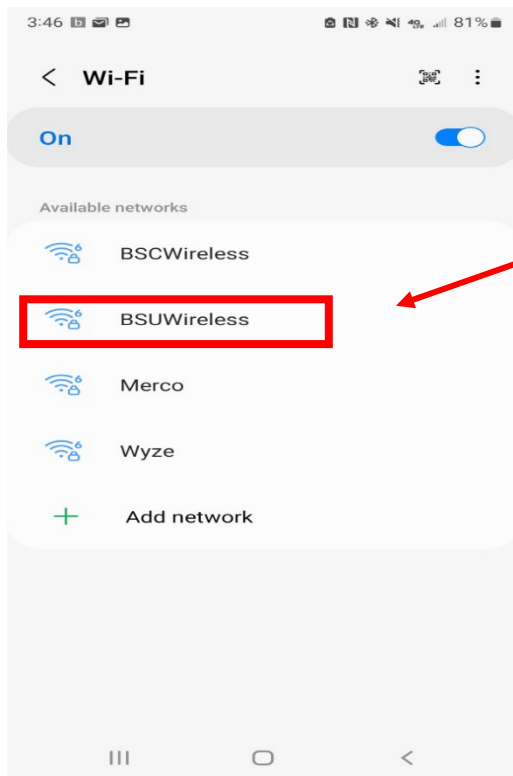 3:46 81%
Wi-Fi
On
Available networks
BSCWireless
BSUWireless
Merco
Wyze
Add network